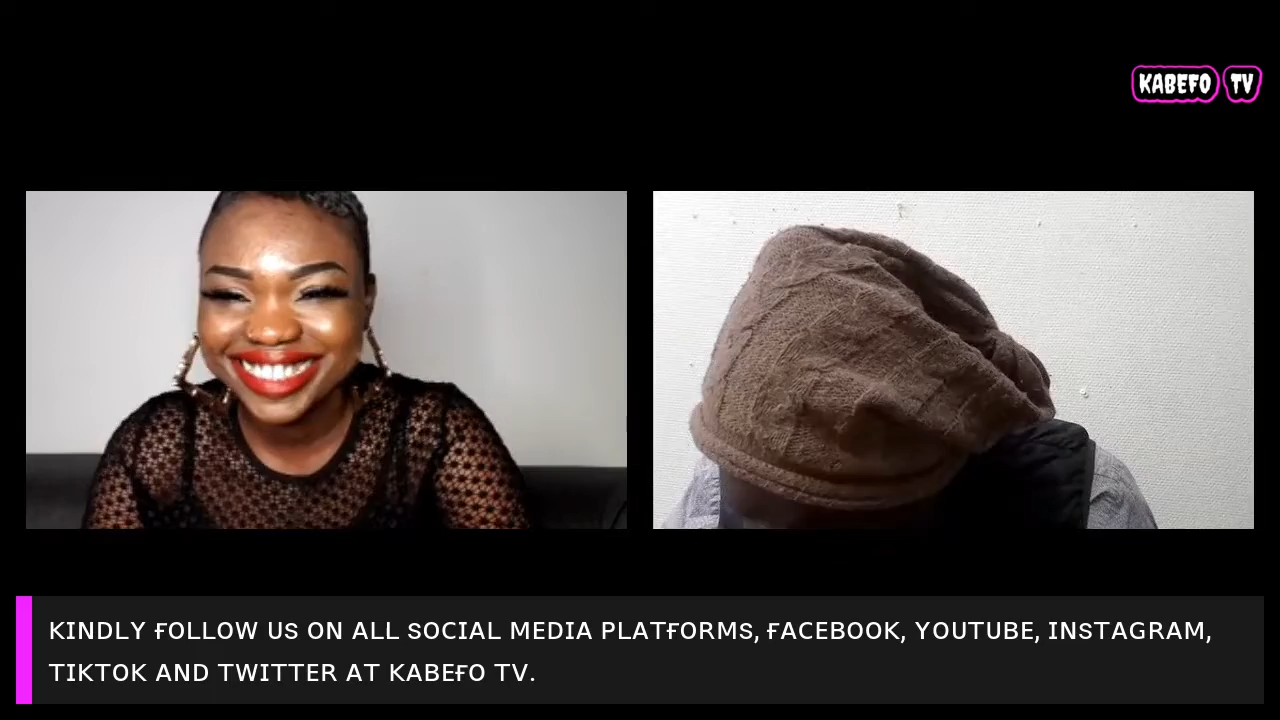 KABEFO TV
KINDLY FOLLOW US ON ALL SOCIAL MEDIA PLATFORMS, FACEBOOK, YOUTUBE, INSTAGRAM,
TIKTOK AND TWITTER AT KABEFO TV.